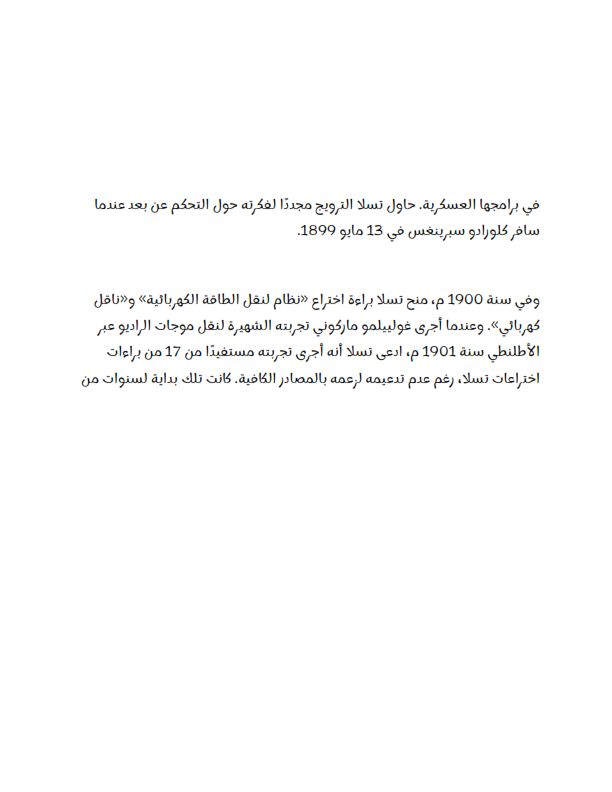 في برامجها العسكرية. حاول تسلا الترويج مجددًا لفكرته حول التحكم عن بعد عندما
سافر كلورادو سبرينغس في 13 مايو 1899.
وفي سنة 1900 م، منح تسلا براءة اختراع «نظام لنقل الطاقة الكهربائية» و«ناقل
كهربائي». وعندما أجرى غولييلمو ماركوني تجربته الشهيرة لنقل موجات الراديو عبر
الأطلنطي سنة 1901 م، ادعى تسلا أنه أجرى تجربته مستفيدًا من 17 من براءات
اختراعات تسلا، رغم عدم تدعيمه لزعمه بالمصادر الكافية. كانت تلك بداية لسنوات من